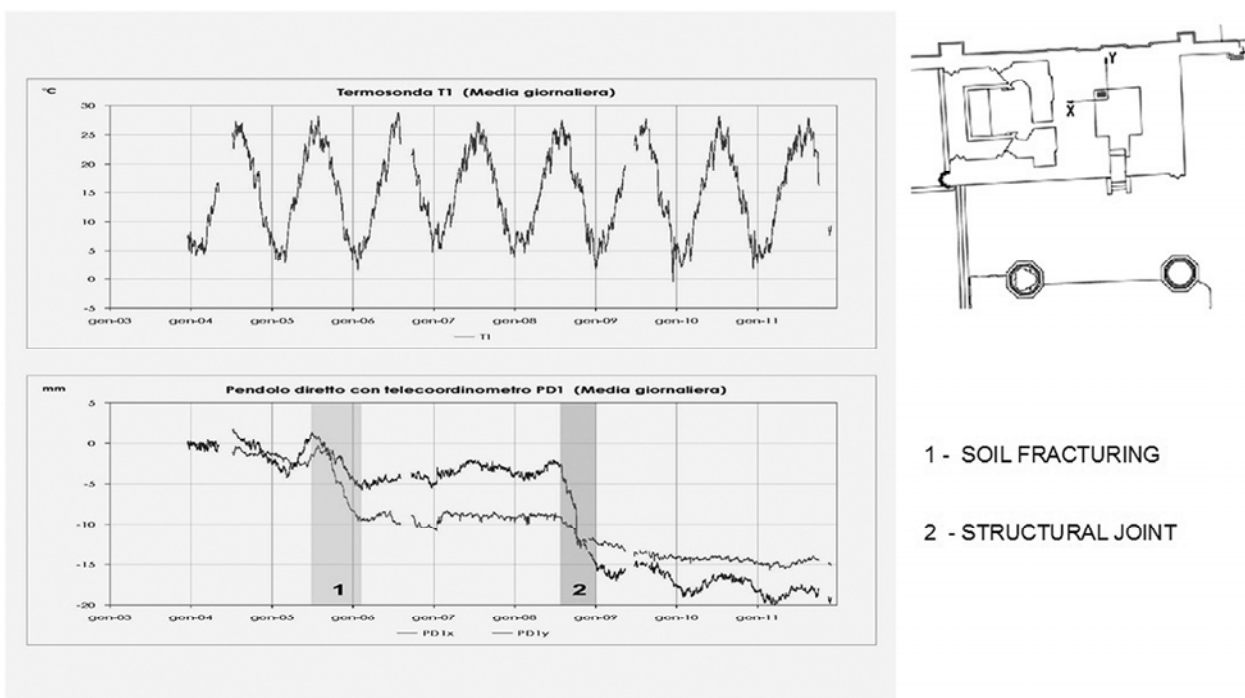 °C
Termosonda T1 (Media giornaliera)
30
25
20
15
10
5
0
-5
gen-03 gen-04 gen-05 gen-06 gen-07 gen-08 gen-09 gen-10 gen-11
T1
mm
Pendolo diretto con telecoordinometro PD1 (Media giornaliera)
5
0
-5
-10
-15
-20
1
2
gen-03 gen-04 gen-05 gen-06 gen-07 gen-08 gen-09 gen-10 gen-11
PD1x PD1y
Y
X
1 - SOIL FRACTURING
2 - STRUCTURAL JOINT